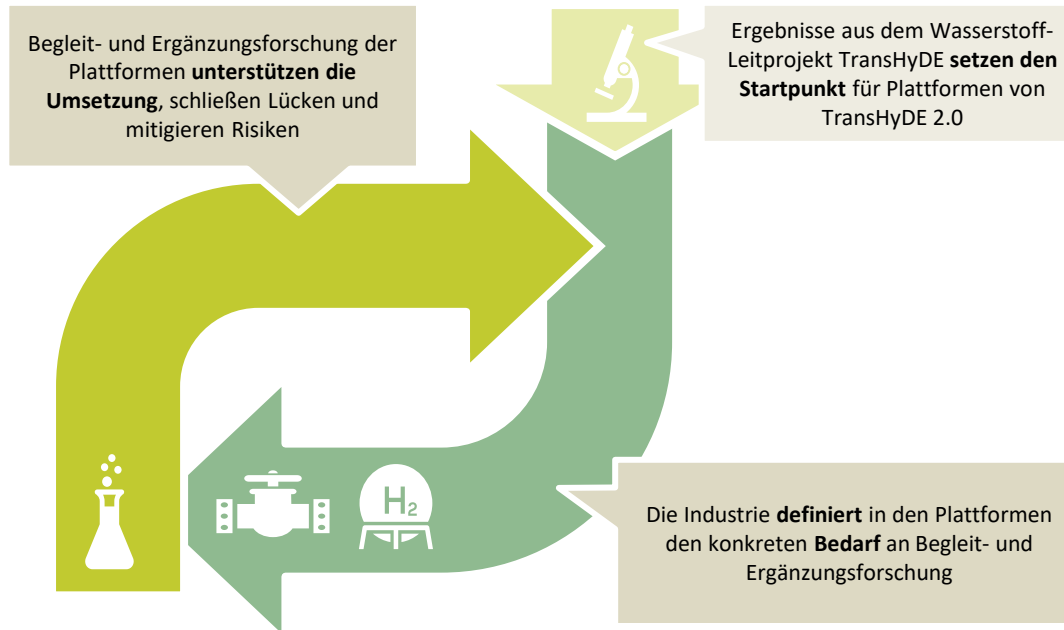 Begleit- und Ergänzungsforschung der
Plattformen unterstützen die
Umsetzung, schließen Lücken und
mitigieren Risiken
Ergebnisse aus dem Wasserstoff-
Leitprojekt TransHyDE setzen den
Startpunkt für Plattformen von
TransHyDE 2.0
H2
Die Industrie definiert in den Plattformen
den konkreten Bedarf an Begleit- und
Ergänzungsforschung